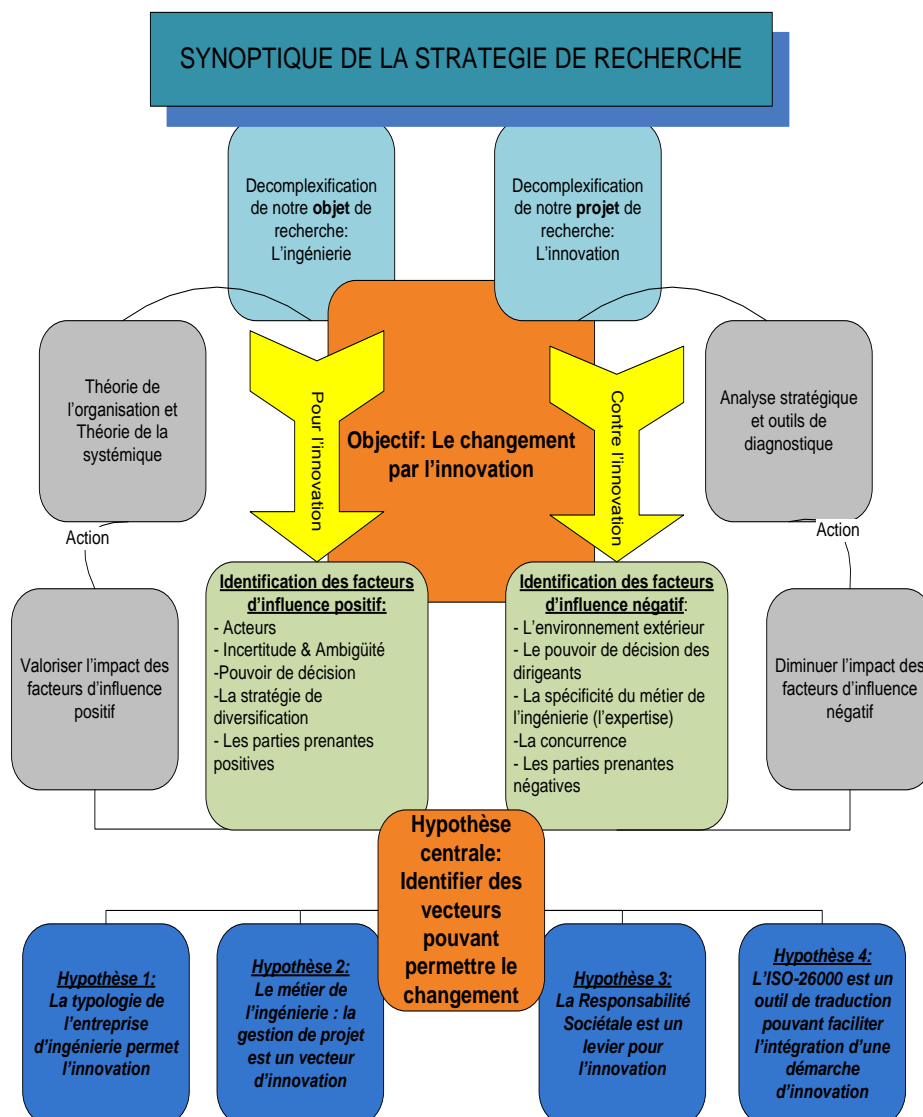 SYNOPTIQUE DE LA STRATEGIE DE RECHERCHE
Decomplexification
de notre objet de
recherche:
L'ingénierie
Decomplexification
de notre projet de
recherche:
L'innovation
Théorie de
l'organisation et
Théorie de la
systémique
Pour l'innovation
Objectif: Le changement
par l'innovation
Contre l'innovation
Analyse stratégique
et outils de
diagnostique
Action
Action
Valoriser l'impact des
facteurs d'influence
positif
Identification des facteurs
d'influence positif:
- Acteurs
- Incertitude & Ambigüité
-Pouvoir de décision
-La stratégie de
diversification
- Les parties prenantes
positives
Identification des facteurs
d'influence négatif:
- L'environnement extérieur
- Le pouvoir de décision des
dirigeants
- La spécificité du métier de
l'ingénierie (l'expertise)
-La concurrence
- Les parties prenantes
négatives
Diminuer l'impact des
facteurs d'influence
négatif
Hypothèse
centrale:
Identifier des
vecteurs
pouvant
permettre le
changement
Hypothèse 1:
La typologie de
l'entreprise
d'ingénierie permet
l'innovation
Hypothèse 2:
Le métier de
l'ingénierie : la
gestion de projet
est un vecteur
d'innovation
Hypothèse 3:
La Responsabilité
Sociétale est un
levier pour
l'innovation
Hypothèse 4:
L'ISO-26000 est un
outil de traduction
pouvant faciliter
l'intégration d'une
démarche
d'innovation